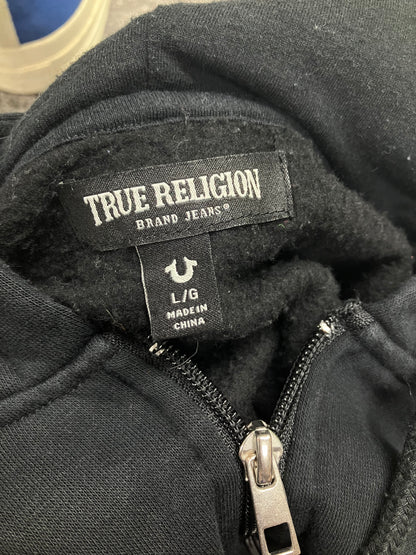 TRUE RELIGION
BRAND JEANS®
L/G
MADE IN
CHINA